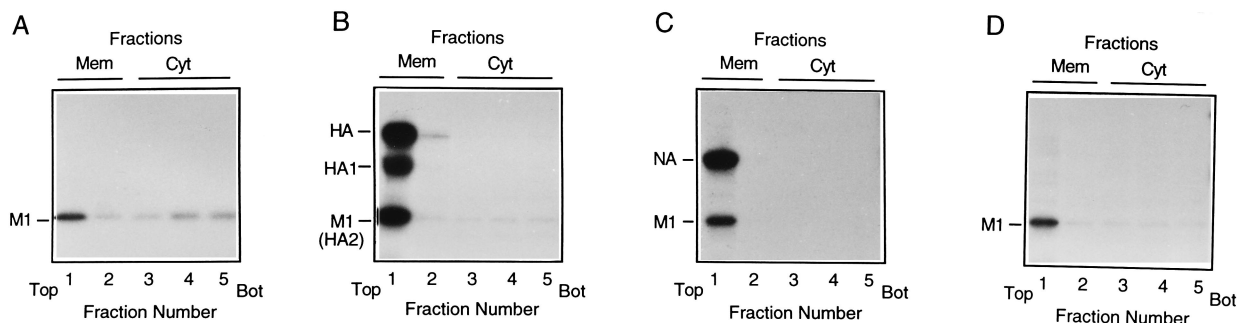 A
Fractions
Mem Cyt
M1
1 2 3 4 5
Top Bot
Fraction Number
B
Fractions
Mem Cyt
HA
HA1
M1
(HA2)
1 2 3 4 5
Top Bot
Fraction Number
C
Fractions
Mem Cyt
NA
M1
1 2 3 4 5
Top Bot
Fraction Number
D
Fractions
Mem Cyt
M1
1 2 3 4 5
Top Bot
Fraction Number